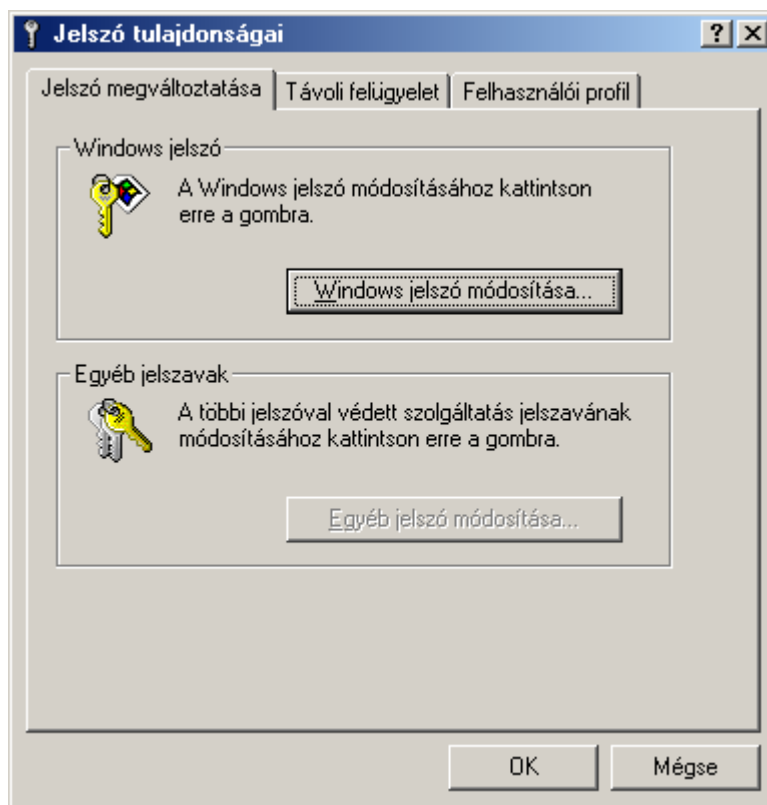 Jelszó tulajdonságai
Jelszó megváltoztatása Távoli felügyelet Felhasználói profil
Windows jelszó
A Windows jelszó módosításához kattintson
erre a gombra.
Windows jelszó módosítása...
Egyéb jelszavak
A többi jelszóval védett szolgáltatás jelszavának
módosításához kattintson erre a gombra.
Egyéb jelszó módosítása...
OK Mégse